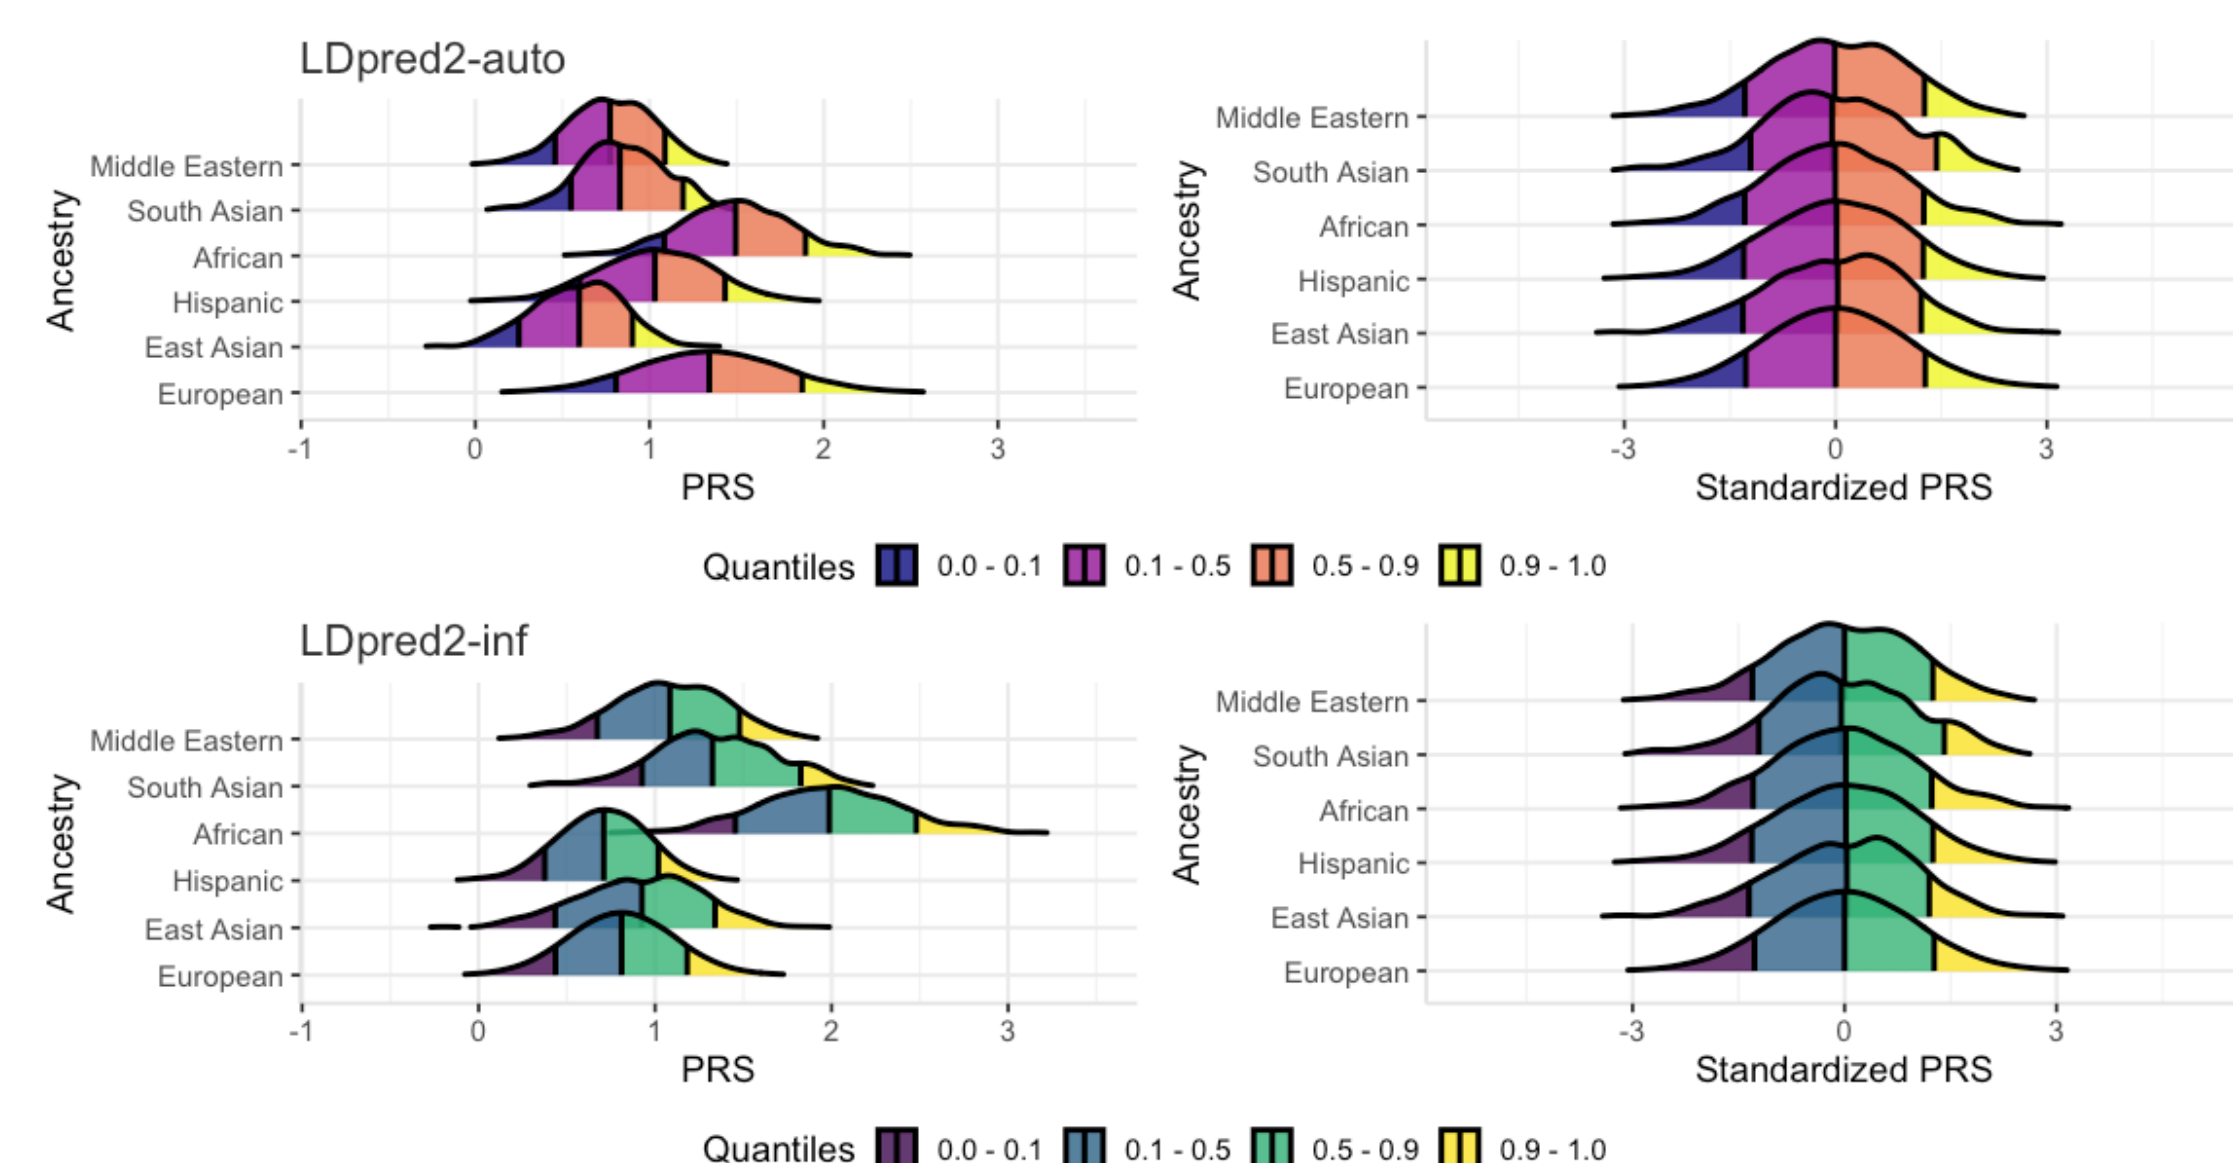 LDpred2-auto
Ancestry
Middle Eastern
South Asian
African
Hispanic
East Asian
European
-1 0 1 2 3
PRS
Ancestry
Middle Eastern
South Asian
African
Hispanic
East Asian
European
-3 0 3
Standardized PRS
Quantiles 0.0 - 0.1 0.1 - 0.5 0.5 - 0.9 0.9 - 1.0
LDpred2-inf
Ancestry
Middle Eastern
South Asian
African
Hispanic
East Asian
European
-1 0 1 2 3
PRS
Ancestry
Middle Eastern
South Asian
African
Hispanic
East Asian
European
-3 0 3
Standardized PRS
Quantiles 0.0 - 0.1 0.1 - 0.5 0.5 - 0.9 0.9 - 1.0